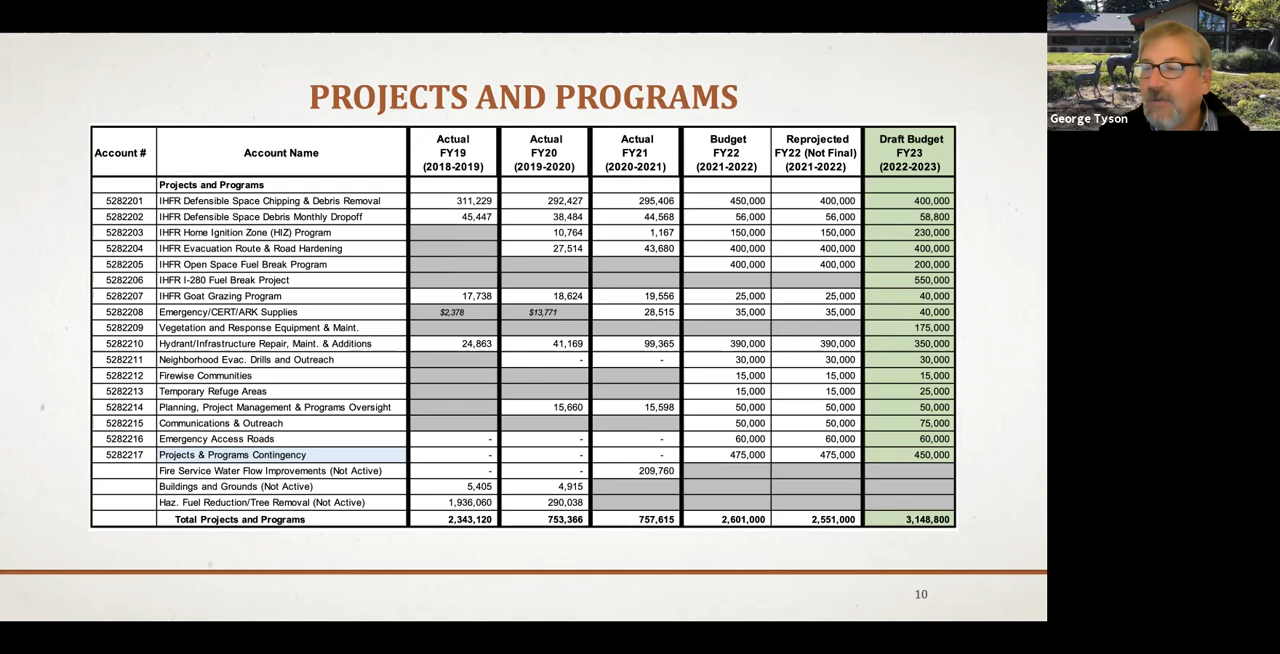 PROJECTS AND PROGRAMS
Account # Account Name Actual FY19 (2018-2019) Actual FY20 (2019-2020) Actual FY21 (2020-2021) Budget FY22 (2021-2022) Reprojected FY22 (Not Final) (2021-2022) Draft Budget FY23 (2022-2023)
Projects and Programs
5282201 IHFR Defensible Space Chipping & Debris Removal 311,229 292,427 295,406 450,000 400,000 400,000
5282202 IHFR Defensible Space Debris Monthly Dropoff 45,447 38,484 44,568 56,000 56,000 58,800
5282203 IHFR Home Ignition Zone (HIZ) Program 10,764 1,167 150,000 150,000 230,000
5282204 IHFR Evacuation Route & Road Hardening 27,514 43,680 400,000 400,000 400,000
5282205 IHFR Open Space Fuel Break Program 400,000 400,000 200,000
5282206 IHFR I-280 Fuel Break Project 550,000
5282207 IHFR Goat Grazing Program 17,738 18,624 19,556 25,000 25,000 40,000
5282208 Emergency/CERT/ARK Supplies $2,378 $13,771 28,515 35,000 35,000 40,000
5282209 Vegetation and Response Equipment & Maint. 175,000
5282210 Hydrant/Infrastructure Repair, Maint. & Additions 24,863 41,169 99,365 390,000 390,000 350,000
5282211 Neighborhood Evac. Drills and Outreach - - 30,000 30,000 30,000
5282212 Firewise Communities 15,000 15,000 15,000
5282213 Temporary Refuge Areas 15,000 15,000 25,000
5282214 Planning, Project Management & Programs Oversight 15,660 15,598 50,000 50,000 50,000
5282215 Communications & Outreach 50,000 50,000 75,000
5282216 Emergency Access Roads - - - 60,000 60,000 60,000
5282217 Projects & Programs Contingency - - - 475,000 475,000 450,000
Fire Service Water Flow Improvements (Not Active) - - 209,760
Buildings and Grounds (Not Active) 5,405 4,915
Haz. Fuel Reduction/Tree Removal (Not Active) 1,936,060 290,038
Total Projects and Programs 2,343,120 753,366 757,615 2,601,000 2,551,000 3,148,800
10
George Tyson